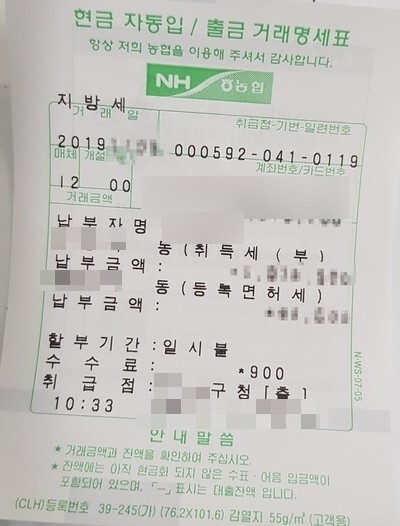 현금 자동입 / 출금 거래명세표
항상 저희 농협을 이용해 주셔서 감사합니다.
NH 농협
지방세
거래일
취급점-기번-일련번호
2019
000592-041-0119
매체 개설
계좌번호/카드번호
12 00
거래금액
납부자명
농(취득세(부)
납부금액:
동(등록면허세)
납부금액:
할부기간:일시불
수수료: *900
취급점: 구청[출]
10:33
N-WS-07-05
안내말씀
★ 거래금액과 잔액을 확인하여 주십시오.
★ 잔액에는 아직 현금화 되지 않은 수표·어음 입금액이
포함되어 있으며, 「-」표시는 대출잔액 입니다.
(CLH)등록번호 39-245(가) (76.2X101.6) 감열지 55g/㎡ (고객용)